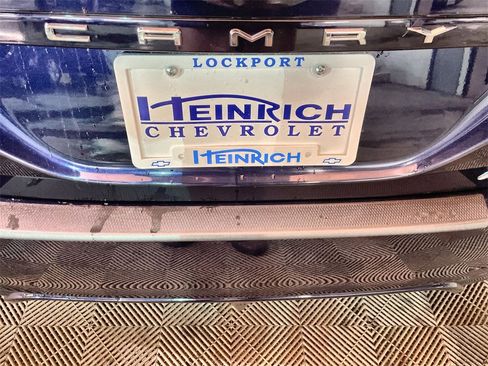 CAMRY
LOCKPORT
HEINRICH
CHEVROLET
HEINRICH